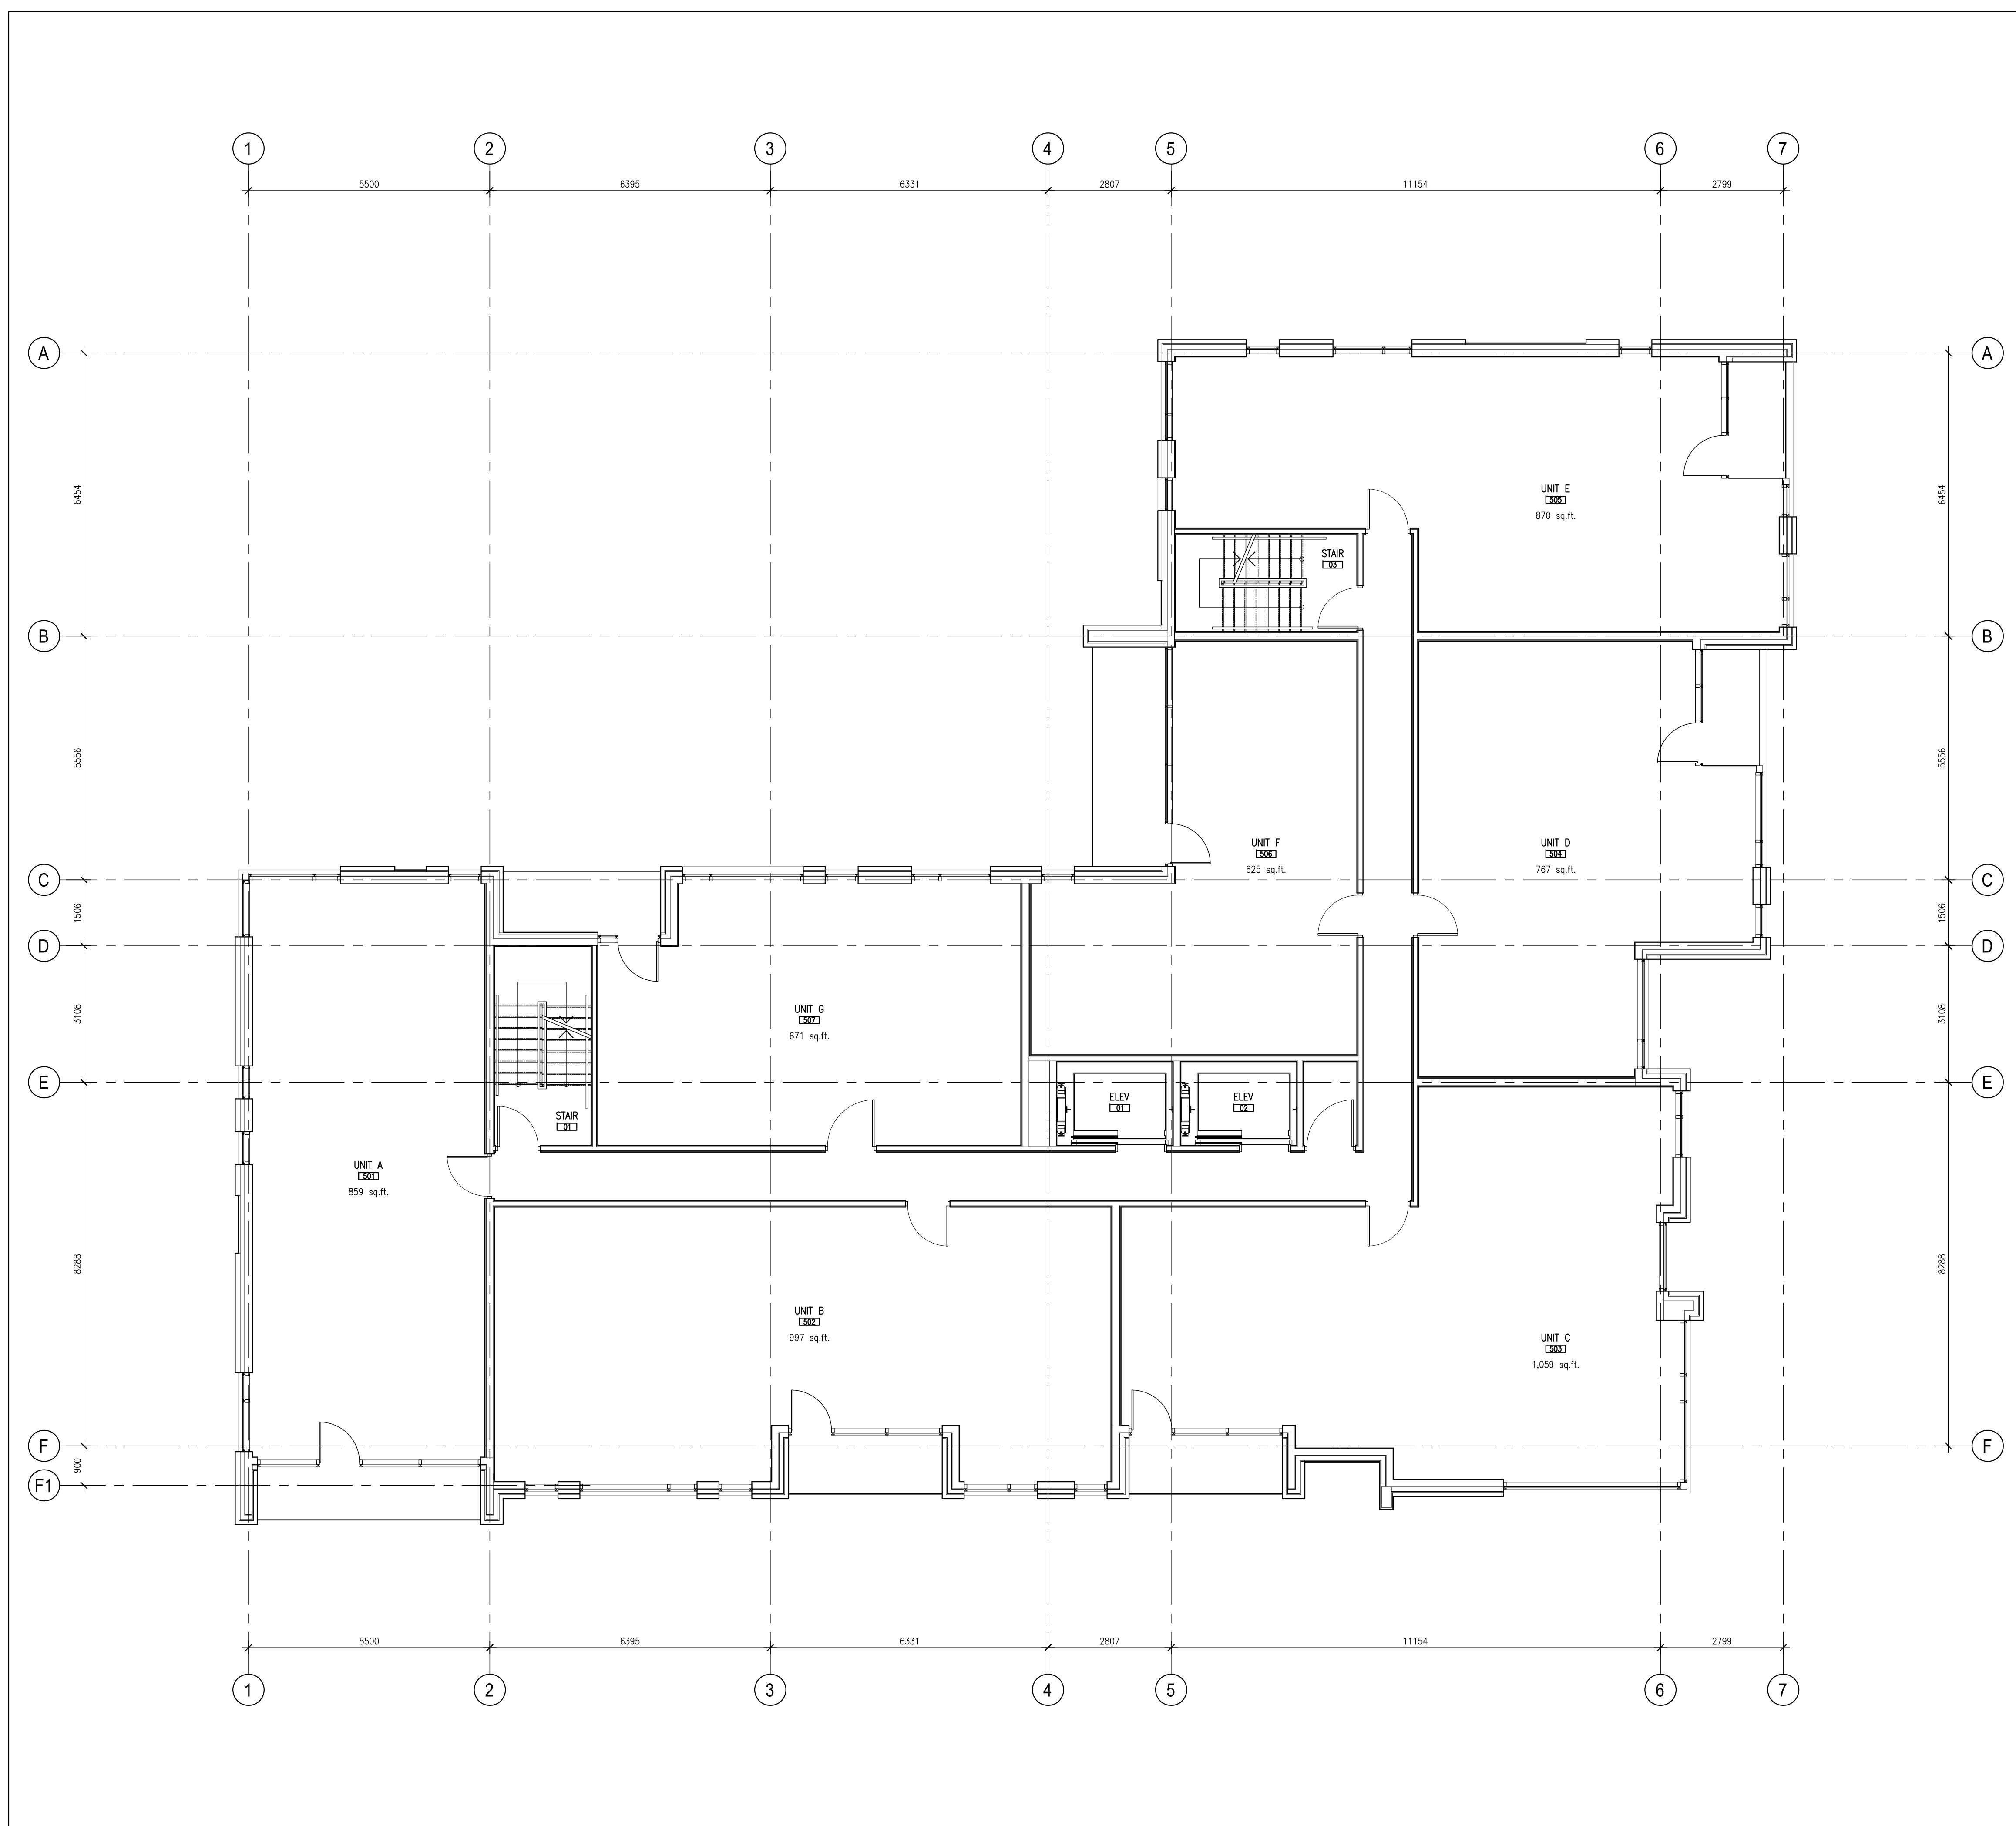 1 2 3 4 5 6 7
5500 6395 6331 2807 11154 2799
A A
6454 6454
UNIT E
505
870 sq.ft.
STAIR
03
B B
5556 5556
UNIT F UNIT D
506 504
625 sq.ft. 767 sq.ft.
C C
1506 1506
D D
3108 3108
UNIT G
507
671 sq.ft.
E E
ELEV ELEV
01 02
STAIR
01
UNIT A
501
859 sq.ft.
8288 8288
UNIT B
502
997 sq.ft.
UNIT C
503
1,059 sq.ft.
F F
900
F1
5500 6395 6331 2807 11154 2799
1 2 3 4 5 6 7